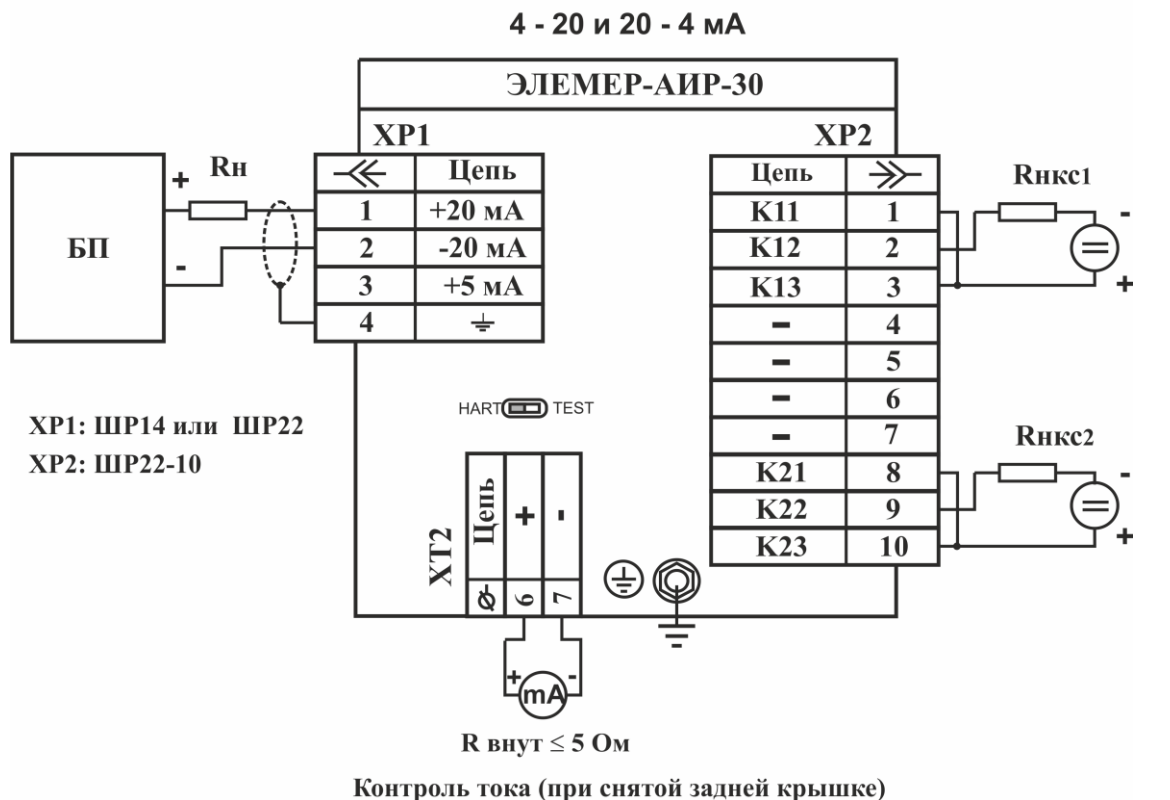 4 - 20 и 20 - 4 мА
ЭЛЕМЕР-АИР-30
XP1
XP2
БП
+
-
Rн
Цепь
1 +20 мА
2 -20 мА
3 +5 мА
4
Цепь
K11 1
K12 2
K13 3
- 4
- 5
- 6
- 7
K21 8
K22 9
K23 10
Rнкс1
-
+
Rнкс2
-
+
HART TEST
XP1: ШР14 или ШР22
XP2: ШР22-10
XT2
Цепь + -
6 7
+ mA -
R внут ≤ 5 Ом
Контроль тока (при снятой задней крышке)